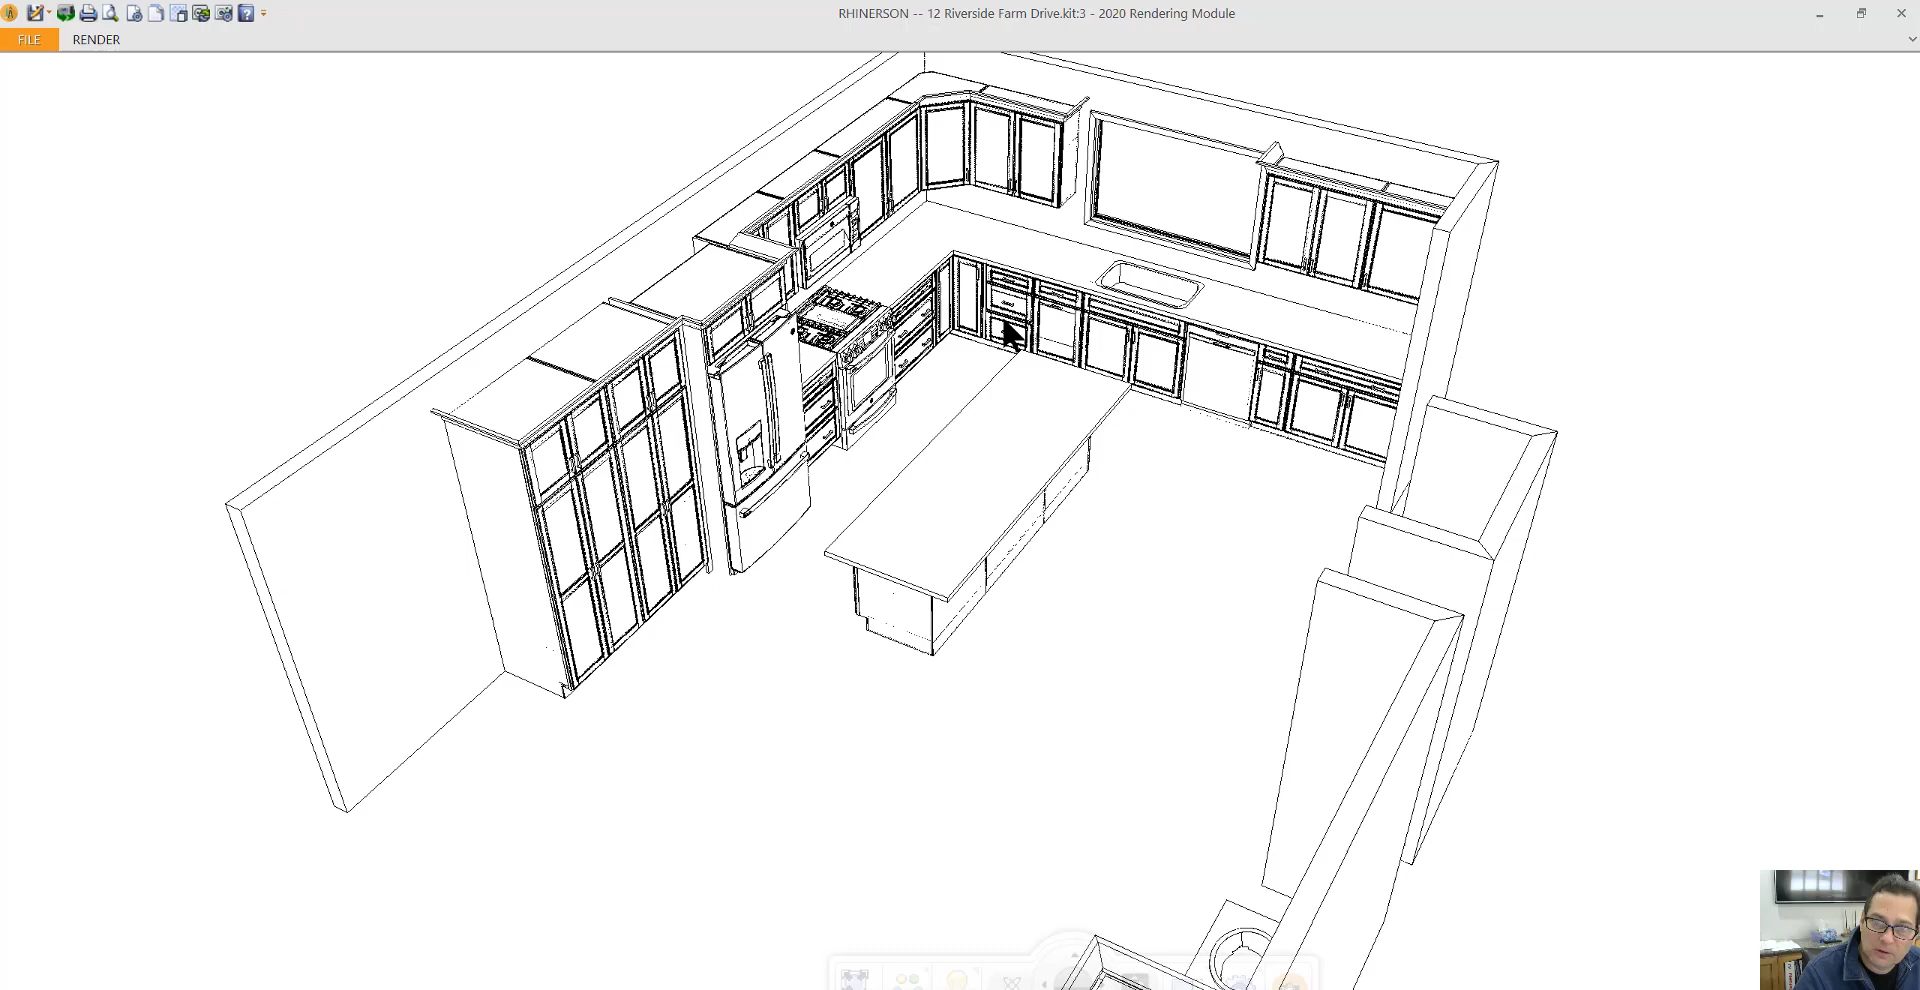 RHINERSON -- 12 Riverside Farm Drive.kit:3 - 2020 Rendering Module
FILE
RENDER